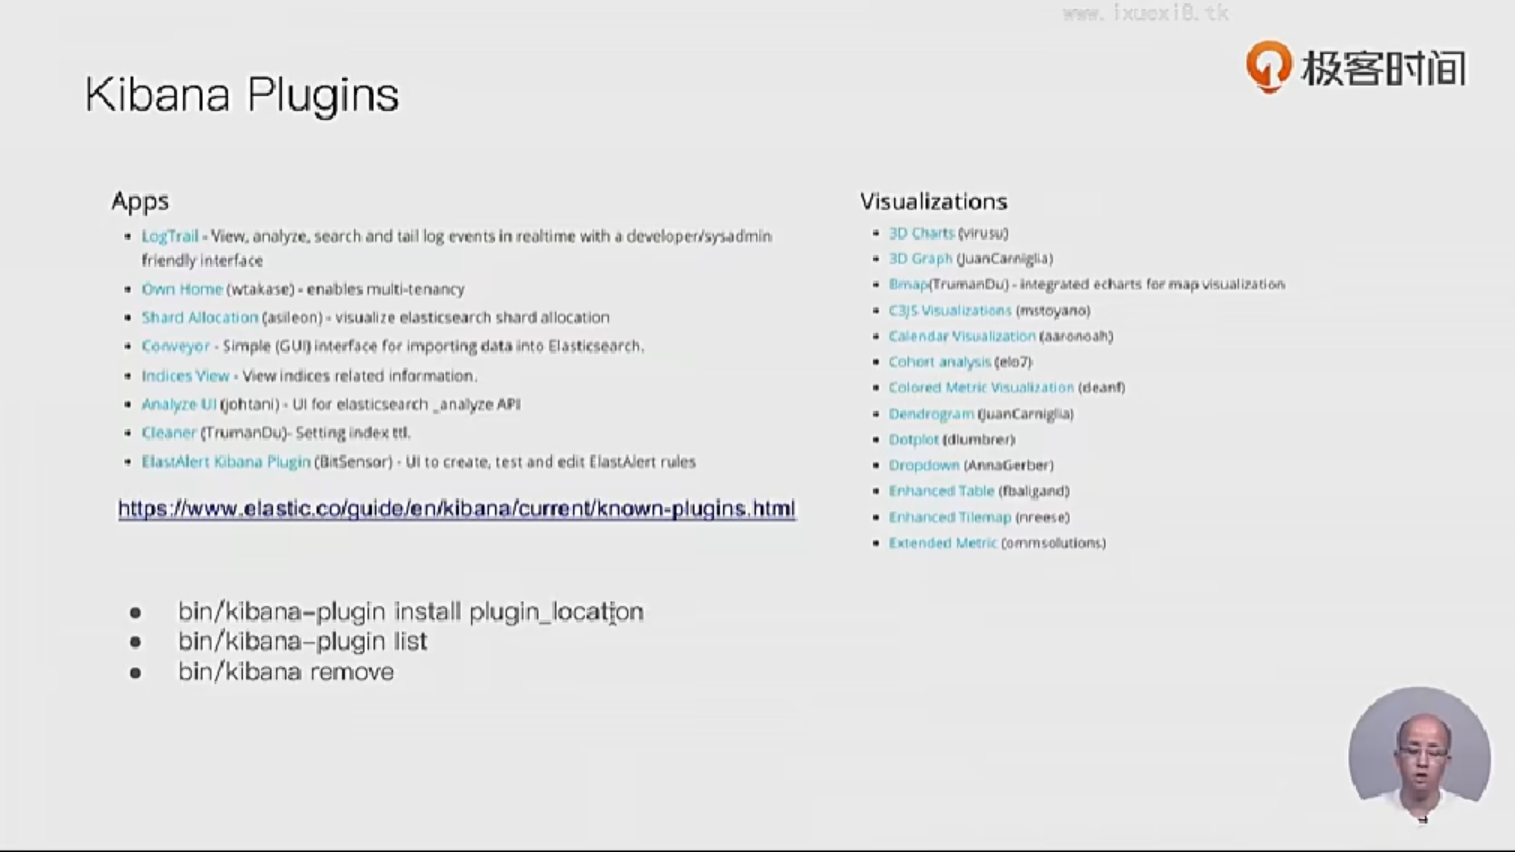 www.ixuexi8.tk
极客时间
Kibana Plugins
Apps
• LogTrail - View, analyze, search and tail log events in realtime with a developer/sysadmin
friendly interface
• Own Home (wtakase) - enables multi-tenancy
• Shard Allocation (asileon) - visualize elasticsearch shard allocation
• Conveyor - Simple (GUI) interface for importing data into Elasticsearch.
• Indices View - View indices related information.
• Analyze UI (johtani) - UI for elasticsearch _analyze API
• Cleaner (TrumanDu)- Setting index ttl.
• ElastAlert Kibana Plugin (BitSensor) - UI to create, test and edit ElastAlert rules
https://www.elastic.co/guide/en/kibana/current/known-plugins.html
Visualizations
• 3D Charts (virusu)
• 3D Graph (JuanCarniglia)
• Bmap(TrumanDu) - integrated echarts for map visualization
• C3JS Visualizations (mstoyano)
• Calendar Visualization (aaronoah)
• Cohort analysis (elo7)
• Colored Metric Visualization (deanf)
• Dendrogram (JuanCarniglia)
• Dotplot (dlumbrer)
• Dropdown (AnnaGerber)
• Enhanced Table (fbaligand)
• Enhanced Tilemap (nreese)
• Extended Metric (ommsolutions)
• bin/kibana-plugin install plugin_location
• bin/kibana-plugin list
• bin/kibana remove